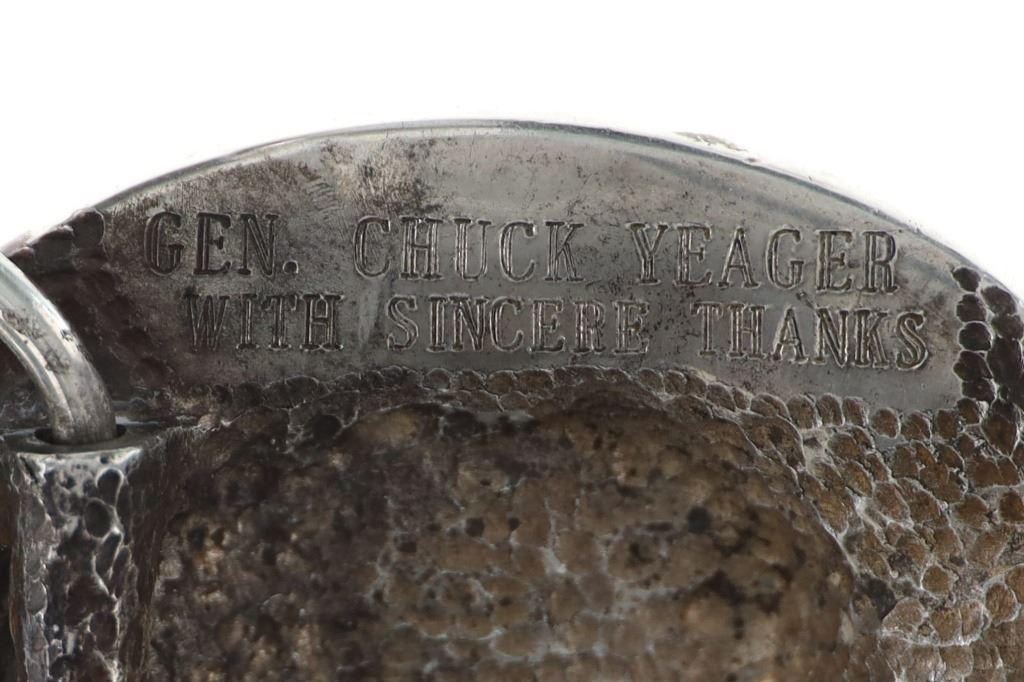 GEN. CHUCK YEAGER
WITH SINCERE THANKS